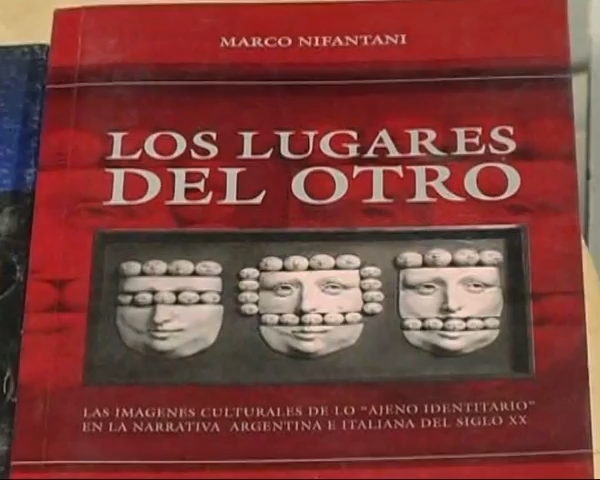 MARCO NIFANTANI
LOS LUGARES
DEL OTRO
LAS IMAGENES CULTURALES DE LO "AJENO IDENTITARIO"
EN LA NARRATIVA ARGENTINA E ITALIANA DEL SIGLO XX